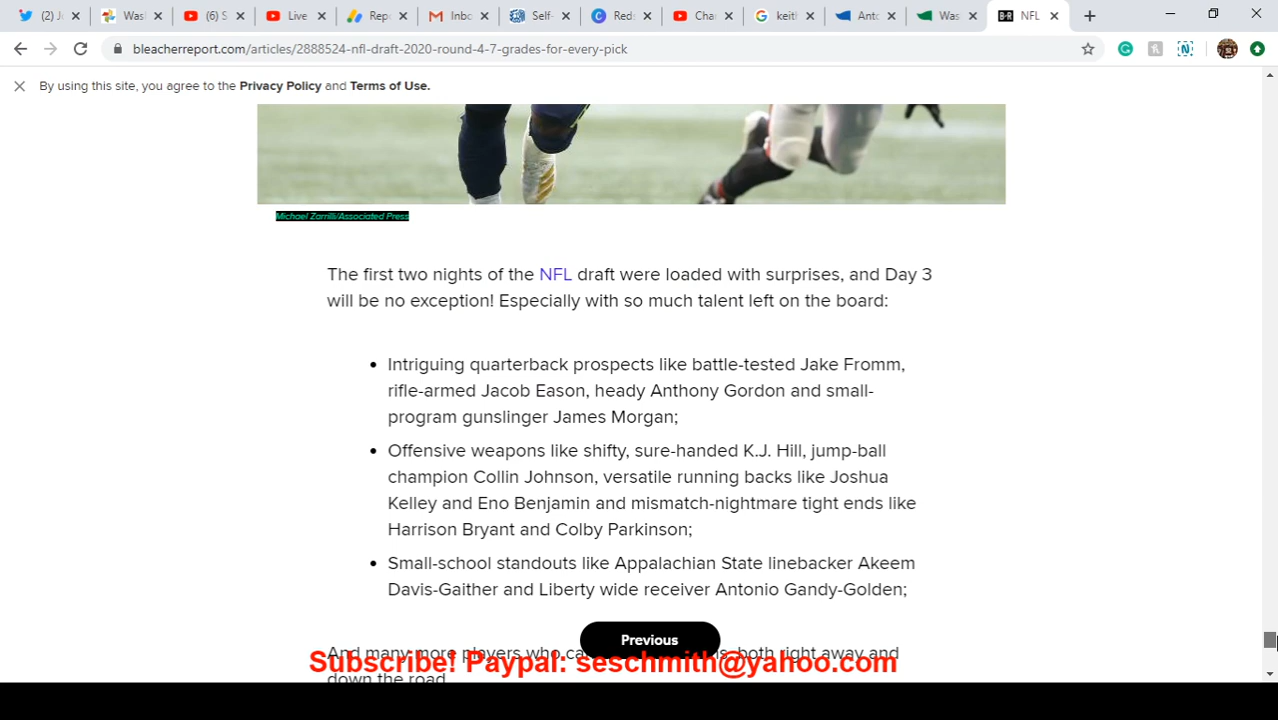 (2) J
Wasl
(6) S
Live
Repo
Inbo
Self-
Reds
Char
keith
Anto
Was
B·R NFL
bleacherreport.com/articles/2888524-nfl-draft-2020-round-4-7-grades-for-every-pick
By using this site, you agree to the Privacy Policy and Terms of Use.
Michael Zarrilli/Associated Press
The first two nights of the NFL draft were loaded with surprises, and Day 3
will be no exception! Especially with so much talent left on the board:
• Intriguing quarterback prospects like battle-tested Jake Fromm,
rifle-armed Jacob Eason, heady Anthony Gordon and small-
program gunslinger James Morgan;
• Offensive weapons like shifty, sure-handed K.J. Hill, jump-ball
champion Collin Johnson, versatile running backs like Joshua
Kelley and Eno Benjamin and mismatch-nightmare tight ends like
Harrison Bryant and Colby Parkinson;
• Small-school standouts like Appalachian State linebacker Akeem
Davis-Gaither and Liberty wide receiver Antonio Gandy-Golden;
Previous
And many more players who both right away and
Subscribe! Paypal: seschmith@yahoo.com
down the road.